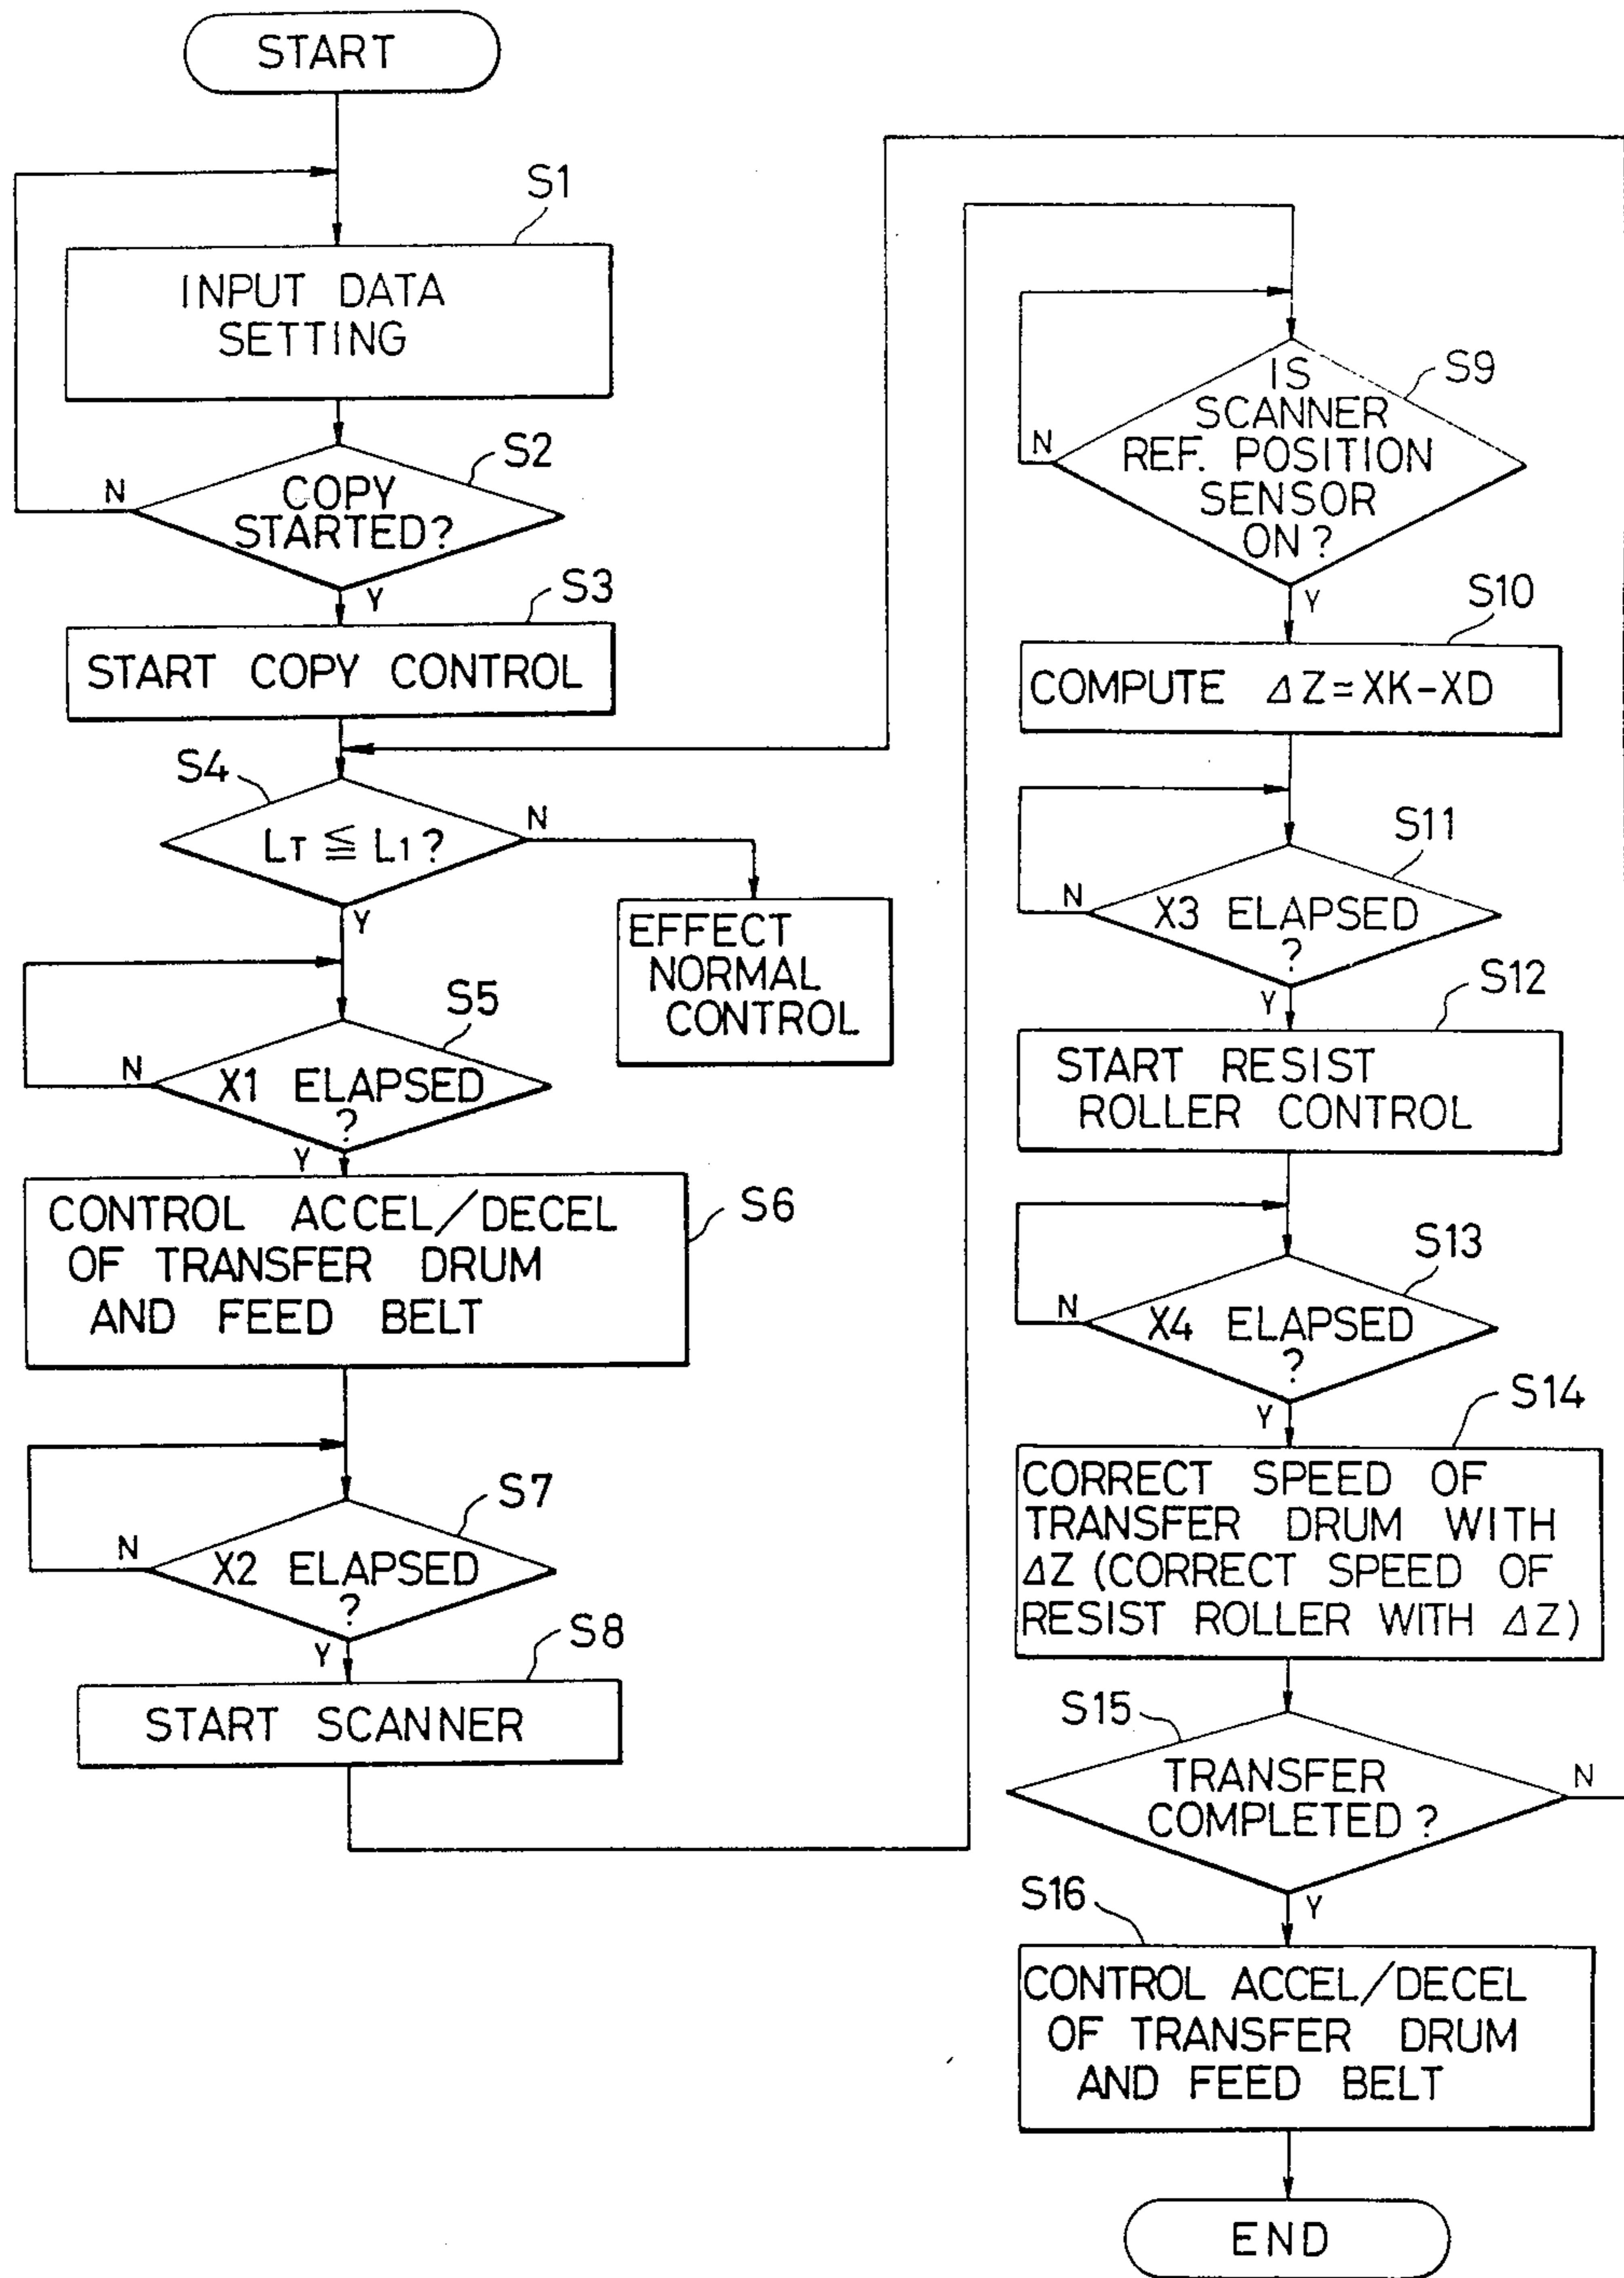 START
S1
INPUT DATA
SETTING
S2
COPY
STARTED?
N
Y
S3
START COPY CONTROL
S4
LT ≦ L1?
N
Y
EFFECT
NORMAL
CONTROL
S5
X1 ELAPSED
?
N
Y
CONTROL ACCEL/DECEL
OF TRANSFER DRUM
AND FEED BELT
S6
S7
X2 ELAPSED
?
N
Y
S8
START SCANNER
S9
IS
SCANNER
REF. POSITION
SENSOR
ON?
N
Y
S10
COMPUTE ΔZ=XK-XD
S11
X3 ELAPSED
?
N
Y
S12
START RESIST
ROLLER CONTROL
S13
X4 ELAPSED
?
N
Y
S14
CORRECT SPEED OF
TRANSFER DRUM WITH
ΔZ (CORRECT SPEED OF
RESIST ROLLER WITH ΔZ)
S15
TRANSFER
COMPLETED?
N
Y
S16
CONTROL ACCEL/DECEL
OF TRANSFER DRUM
AND FEED BELT
END